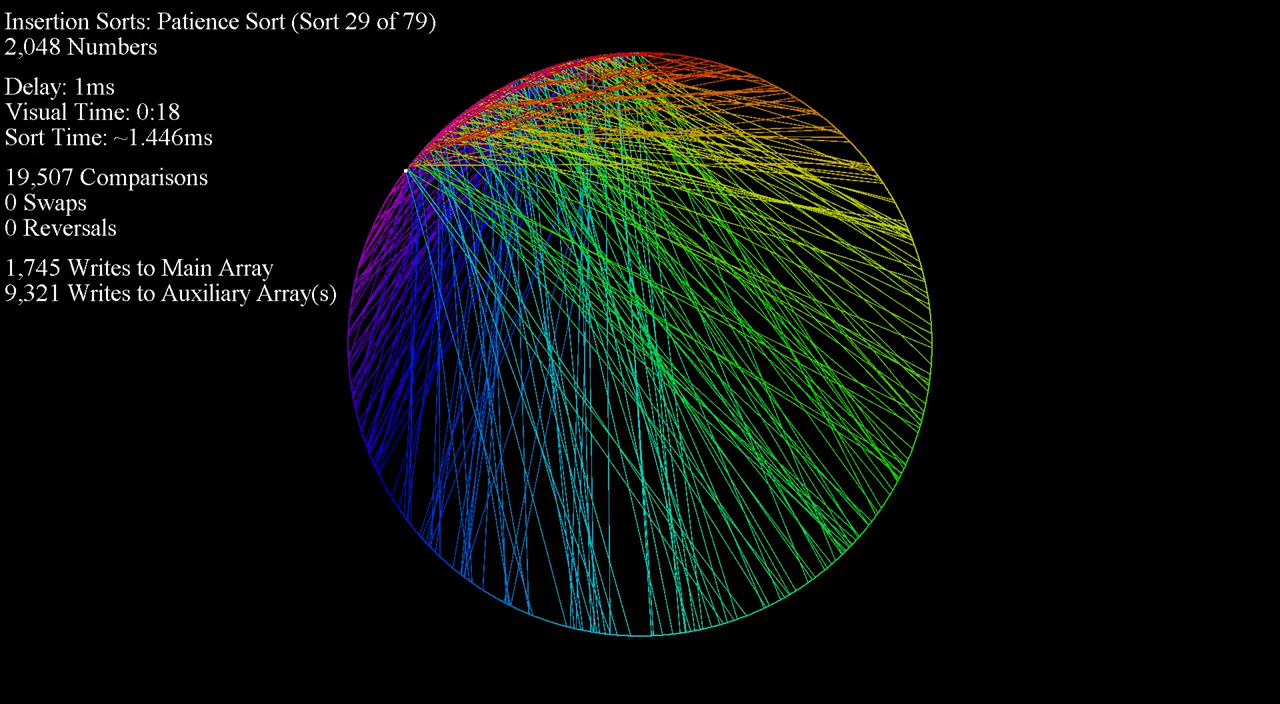 Insertion Sorts: Patience Sort (Sort 29 of 79)
2,048 Numbers
Delay: 1ms
Visual Time: 0:18
Sort Time: ~1.446ms
19,507 Comparisons
0 Swaps
0 Reversals
1,745 Writes to Main Array
9,321 Writes to Auxiliary Array(s)